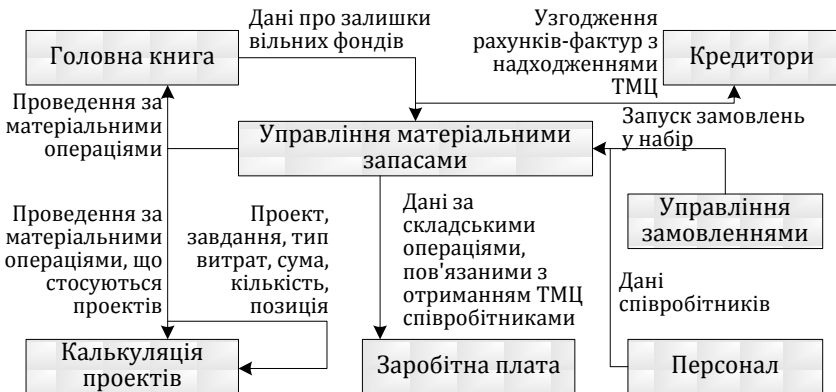 Дані про залишки
вільних фондів
Узгодження
рахунків-фактур з
надходженнями
ТМЦ
Головна книга
Кредитори
Проведення за
матеріальними
операціями
Управління матеріальними
запасами
Запуск замовлень
у набір
Управління
замовленнями
Проведення за
матеріальними
операціями, що
стосуються
проектів
Проект,
завдання, тип
витрат, сума,
кількість,
позиція
Дані за
складськими
операціями,
пов'язаними з
отриманням ТМЦ
співробітниками
Дані
співробітників
Калькуляція
проектів
Заробітна плата
Персонал